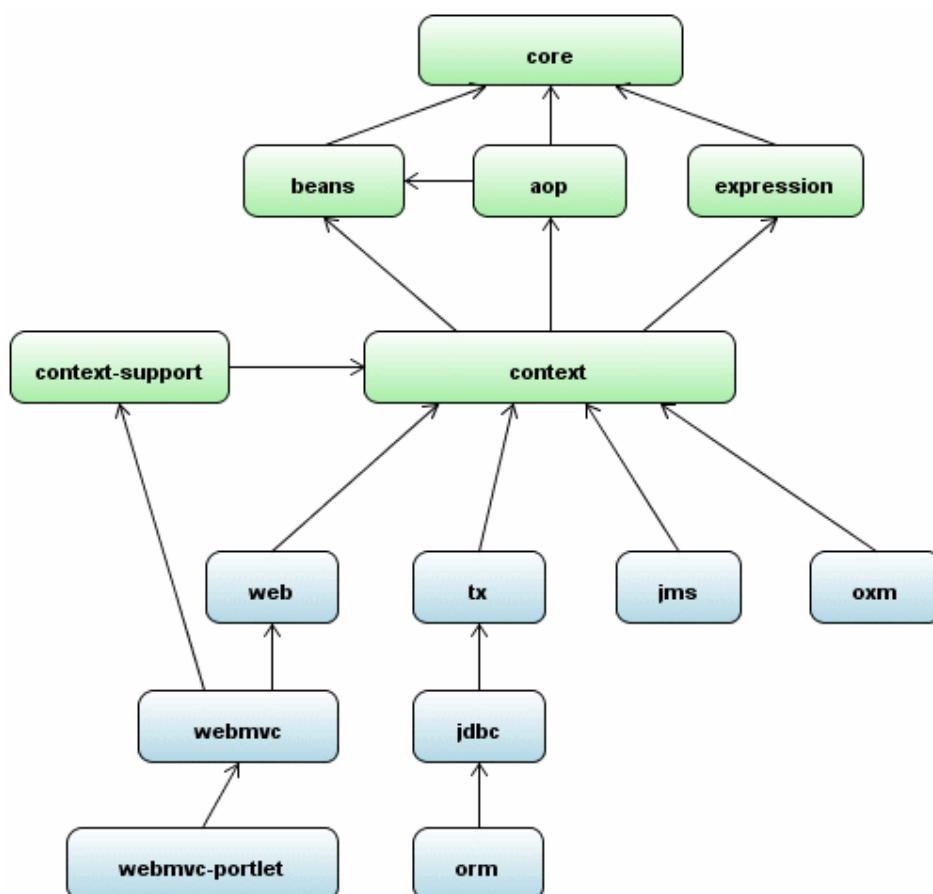 core
beans
aop
expression
context-support
context
web
tx
jms
oxm
webmvc
jdbc
webmvc-portlet
orm